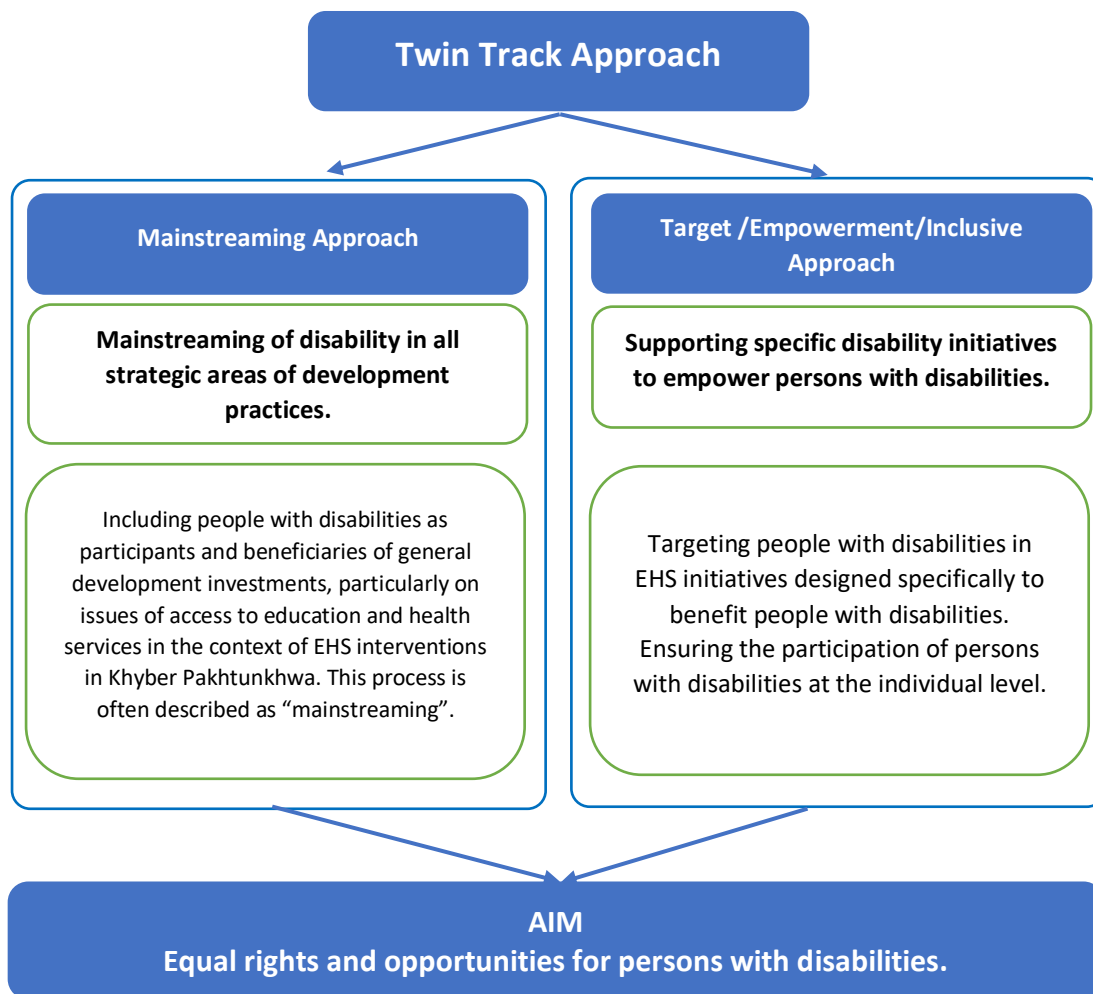 Twin Track Approach
Mainstreaming Approach
Mainstreaming of disability in all
strategic areas of development
practices.
Including people with disabilities as
participants and beneficiaries of general
development investments, particularly on
issues of access to education and health
services in the context of EHS interventions
in Khyber Pakhtunkhwa. This process is
often described as “mainstreaming”.
Target /Empowerment/Inclusive
Approach
Supporting specific disability initiatives
to empower persons with disabilities.
Targeting people with disabilities in
EHS initiatives designed specifically to
benefit people with disabilities.
Ensuring the participation of persons
with disabilities at the individual level.
AIM
Equal rights and opportunities for persons with disabilities.